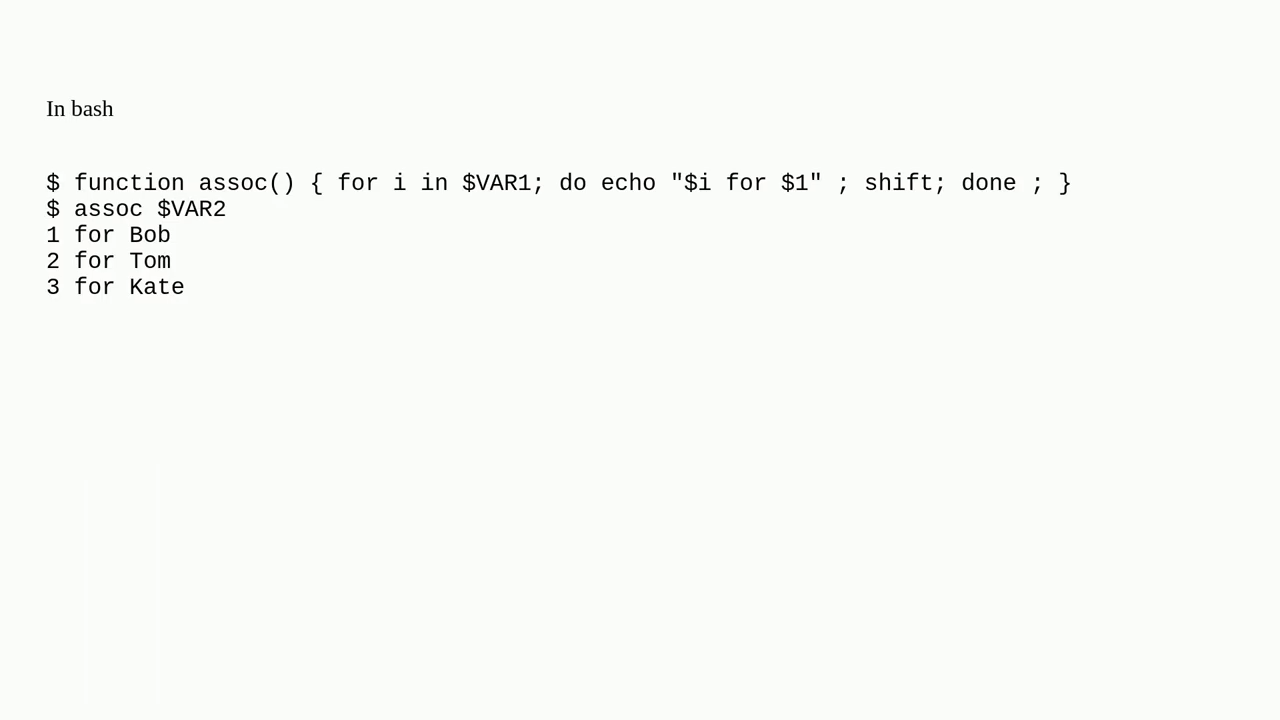 In bash
$ function assoc() { for i in $VAR1; do echo "$i for $1" ; shift; done ; }
$ assoc $VAR2
1 for Bob
2 for Tom
3 for Kate